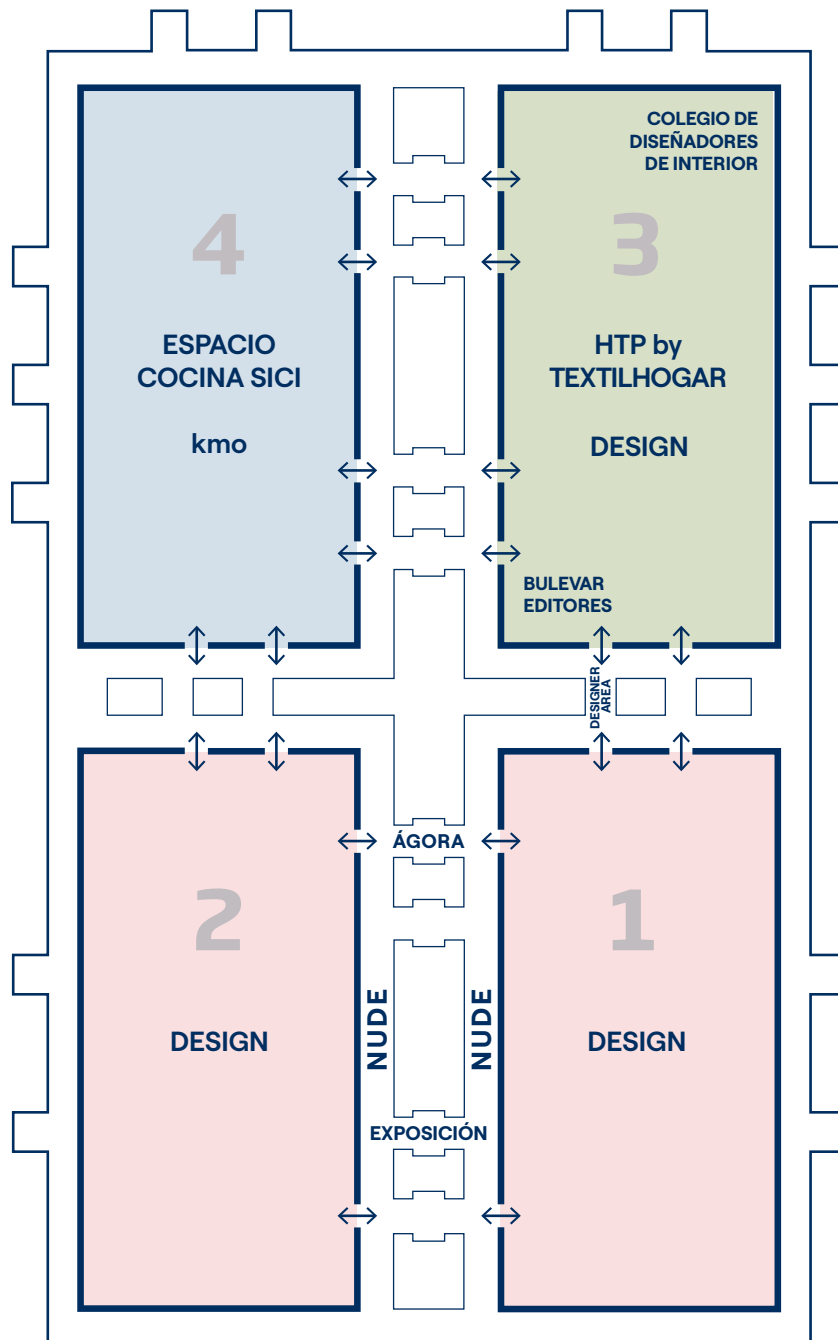 4
ESPACIO
COCINA SICI
kmo
COLEGIO DE
DISEÑADORES
DE INTERIOR
3
HTP by
TEXTILHOGAR
DESIGN
BULEVAR
EDITORES
DESIGNER
AREA
ÁGORA
2
DESIGN
NUDE
NUDE
1
DESIGN
EXPOSICIÓN